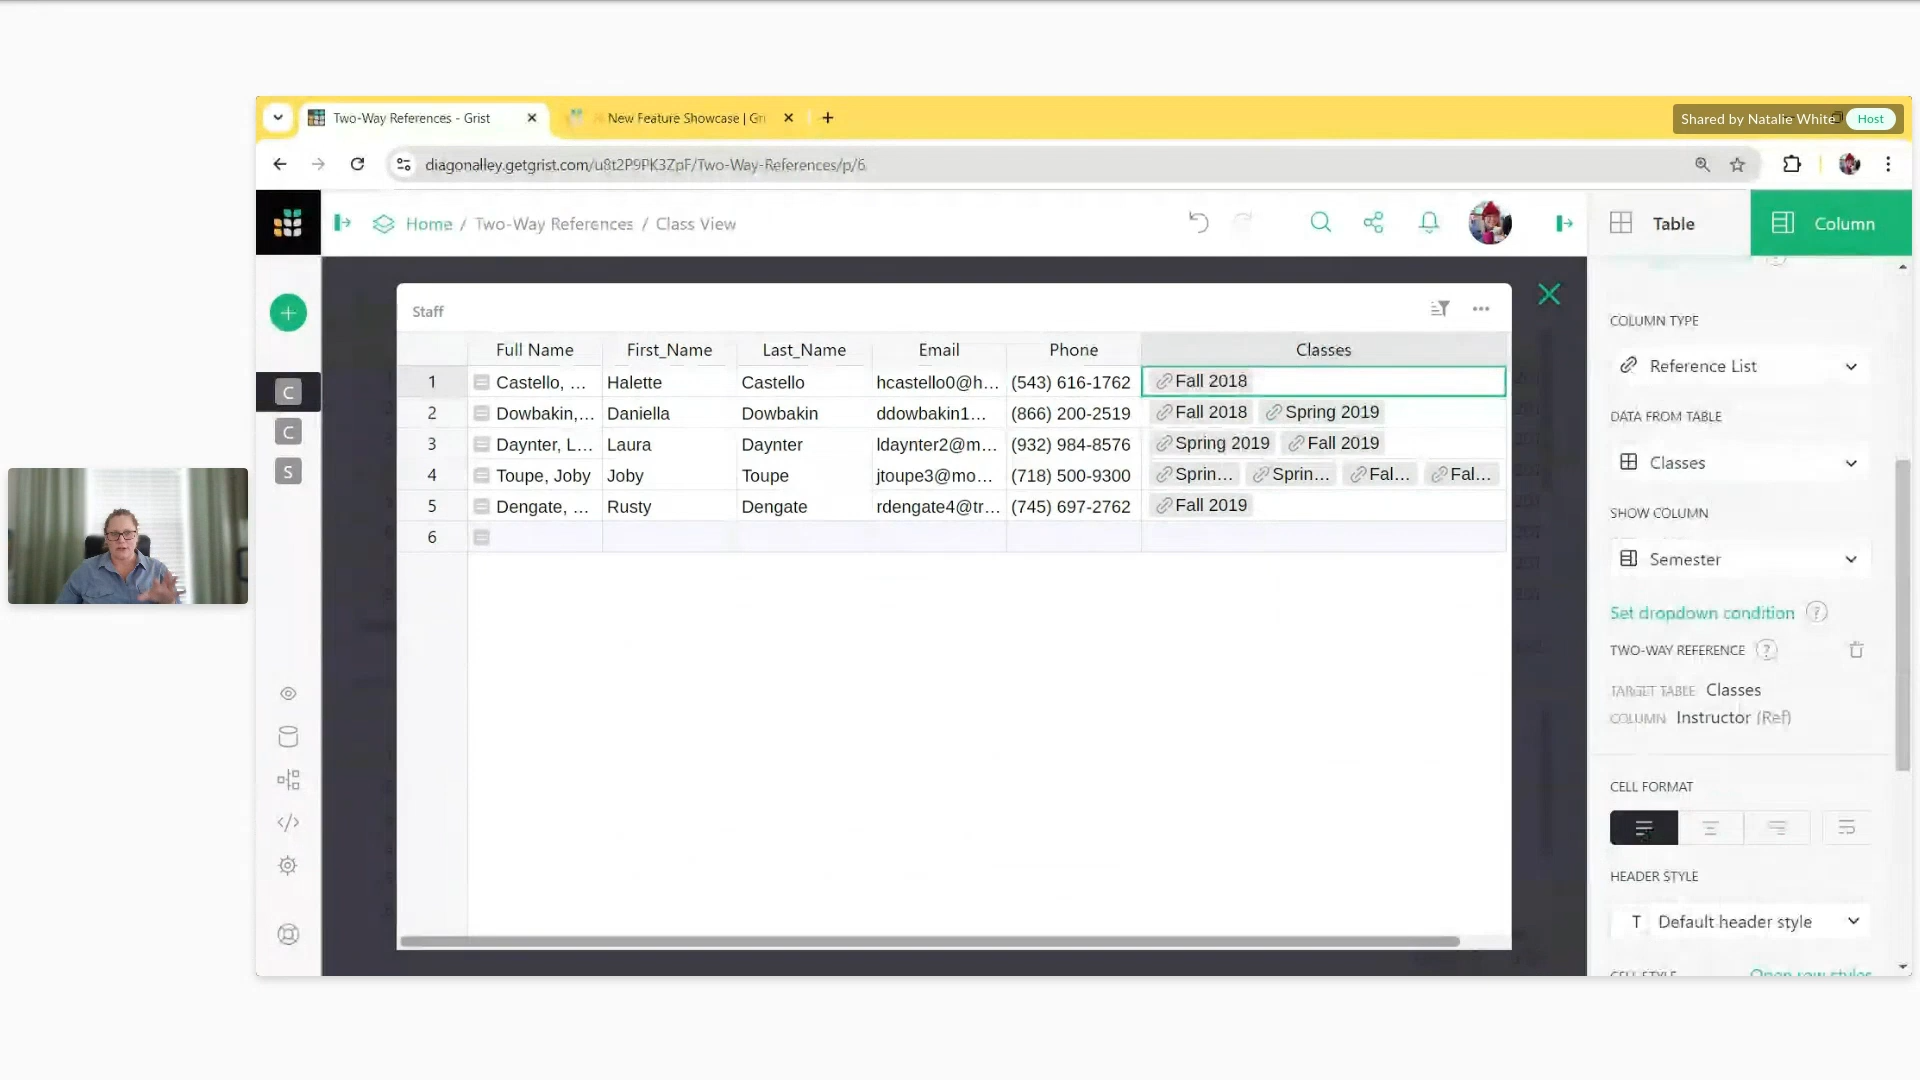 Two-Way References - Grist
New Feature Showcase | Gri
Shared by Natalie White Host
diagonalley.getgrist.com/u8t2P9PK3ZpF/Two-Way-References/p/6
Home / Two-Way References / Class View
Table
Column
Staff
Full Name First_Name Last_Name Email Phone Classes
1 Castello, ... Halette Castello hcastello0@h... (543) 616-1762 Fall 2018
2 Dowbakin,... Daniella Dowbakin ddowbakin1... (866) 200-2519 Fall 2018 Spring 2019
3 Daynter, L... Laura Daynter ldaynter2@m... (932) 984-8576 Spring 2019 Fall 2019
4 Toupe, Joby Joby Toupe jtoupe3@mo... (718) 500-9300 Sprin... Sprin... Fal... Fal...
5 Dengate, ... Rusty Dengate rdengate4@tr... (745) 697-2762 Fall 2019
6
C
C
S
COLUMN TYPE
Reference List
DATA FROM TABLE
Classes
SHOW COLUMN
Semester
Set dropdown condition ?
TWO-WAY REFERENCE ?
TARGET TABLE Classes
COLUMN Instructor (Ref)
CELL FORMAT
HEADER STYLE
T Default header style
CELL STYLE Open row styles